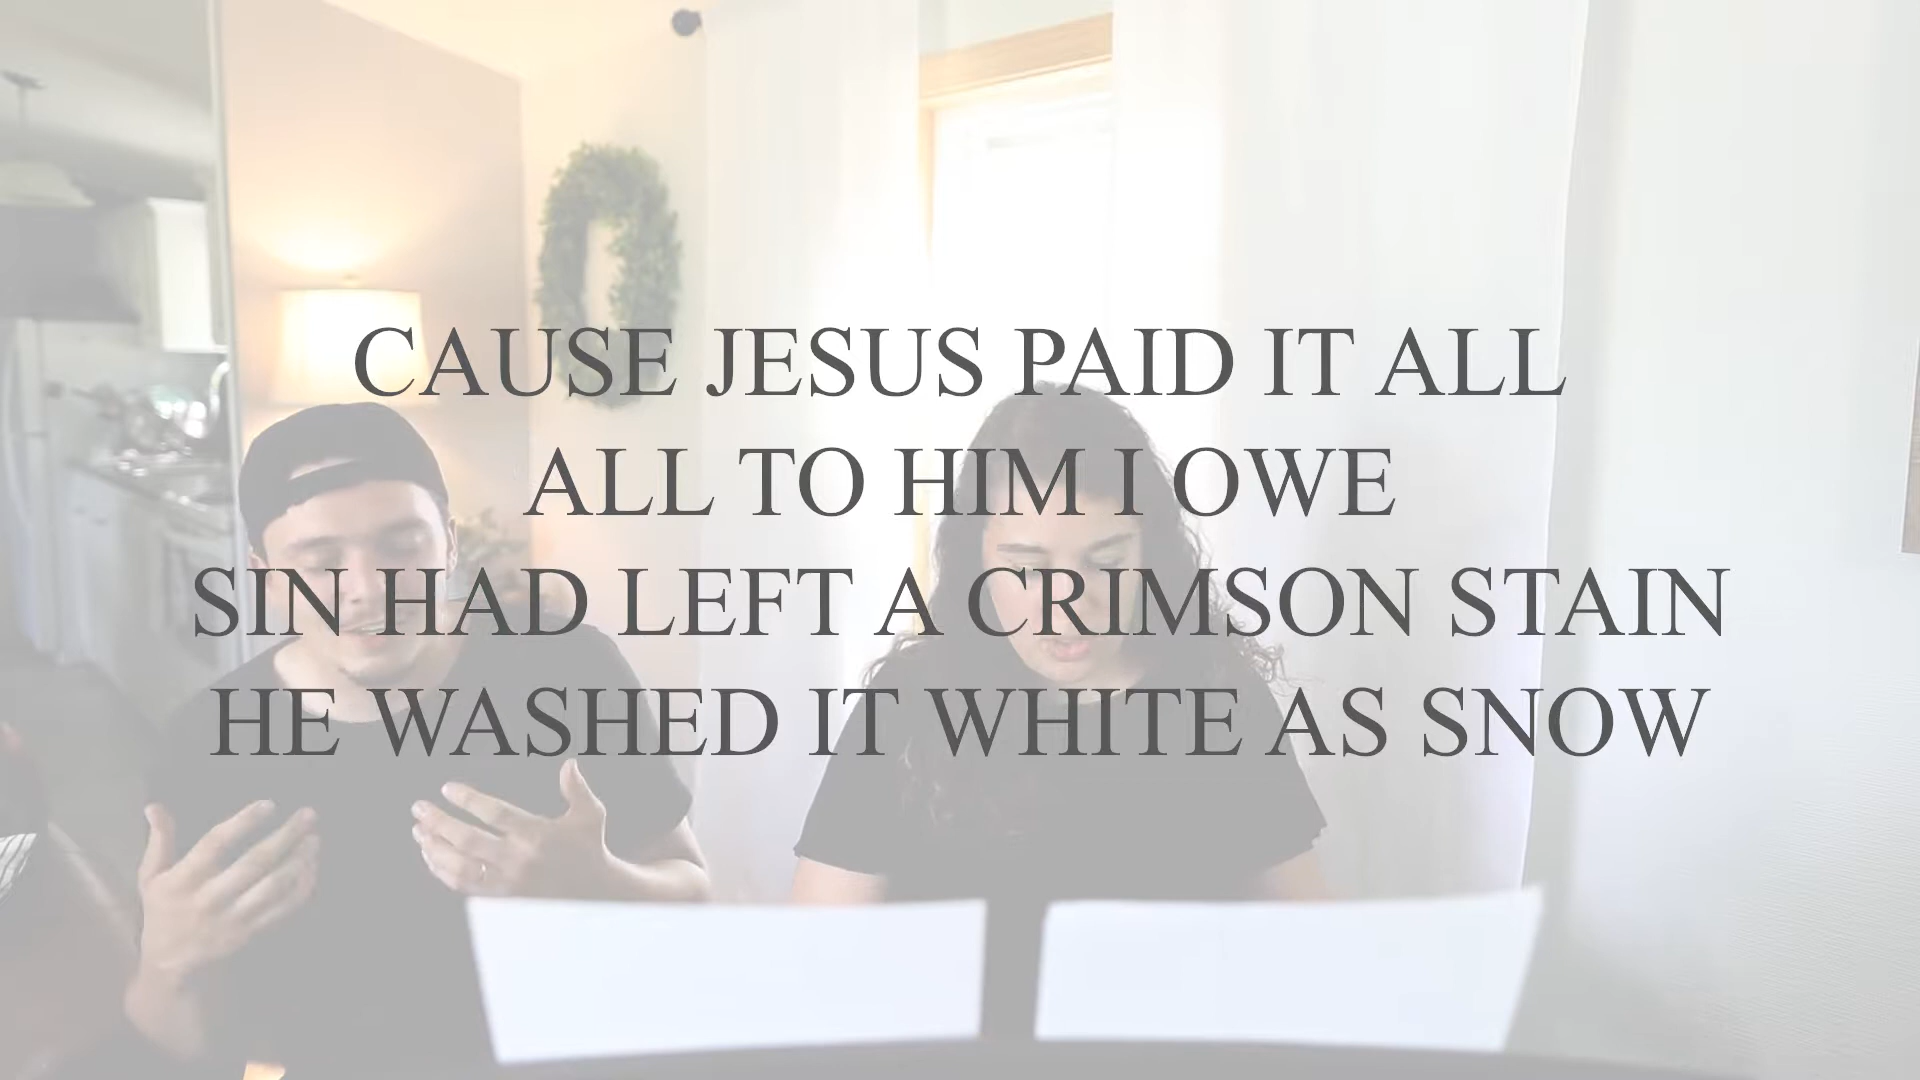 CAUSE JESUS PAID IT ALL
ALL TO HIM I OWE
SIN HAD LEFT A CRIMSON STAIN
HE WASHED IT WHITE AS SNOW